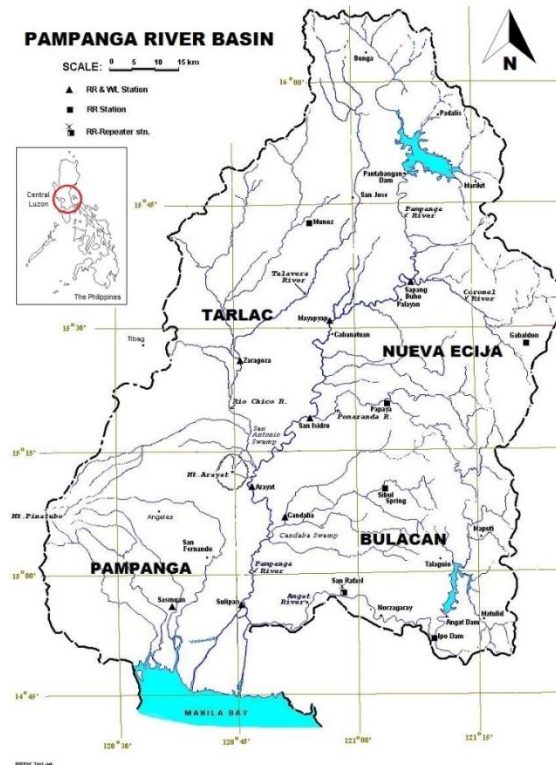 PAMPANGA RIVER BASIN
SCALE: 0 5 10 15 km
RR & WL Station
RR Station
RR-Repeater stn.
N
Central
Luzon
The Philippines
Bunga
16° 00'
Padalis
Pantabangan
Dam
Marikit
San Jose
Pampanga
River
15° 45'
Munoz
Talavera
River
Coronel
River
Sapang
Buho
Palayan
TARLAC
Mayapyap
Cabanatuan
15° 30'
Gabaldon
NUEVA ECIJA
Tibag
Zaragoza
Rio Chico R.
Papaya
Penaranda R.
San Isidro
San
Antonio
Swamp
15° 15'
Mt.Arayat
Arayat
Sibul
Spring
Mt.Pinatubo
Angeles
Candaba
Candaba Swamp
BULACAN
San
Fernando
PAMPANGA
Pampanga
River
Talaguio
15° 00'
San Rafael
Sasmuan
Sulipan
Angat
River
Norzagaray
Angat Dam
Matulid
Ipo Dam
14° 45'
MANILA BAY
120° 30'
120° 45'
121° 00'
121° 15'